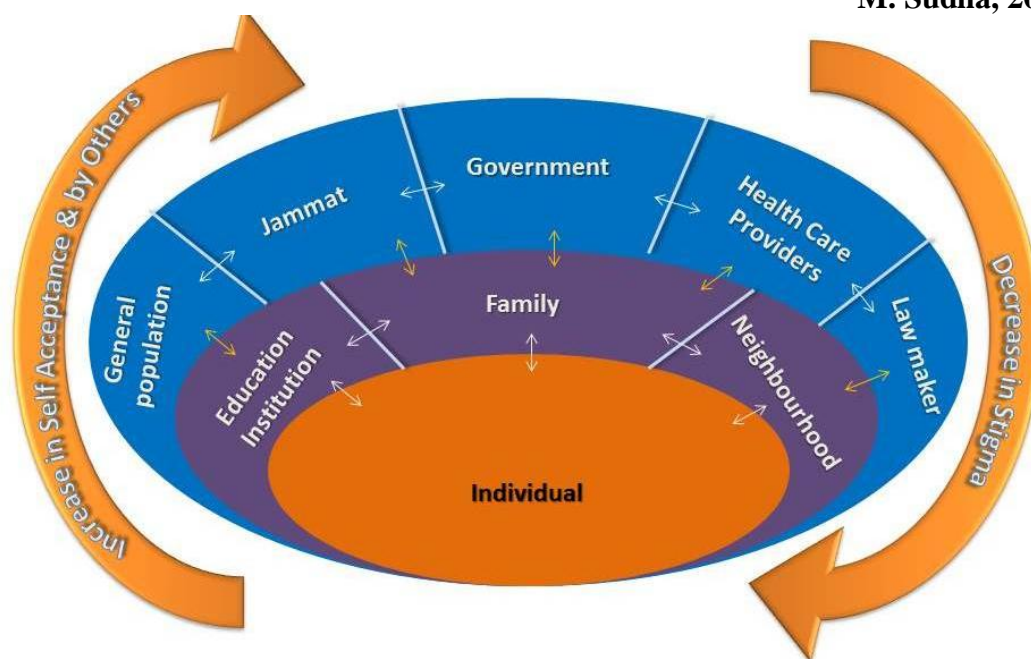 M. Sudha,
Increase in Self Acceptance & by Others
Decrease in Stigma
General
population
Jammat
Government
Health Care
Providers
Law maker
Education
Institution
Family
Neighbourhood
Individual